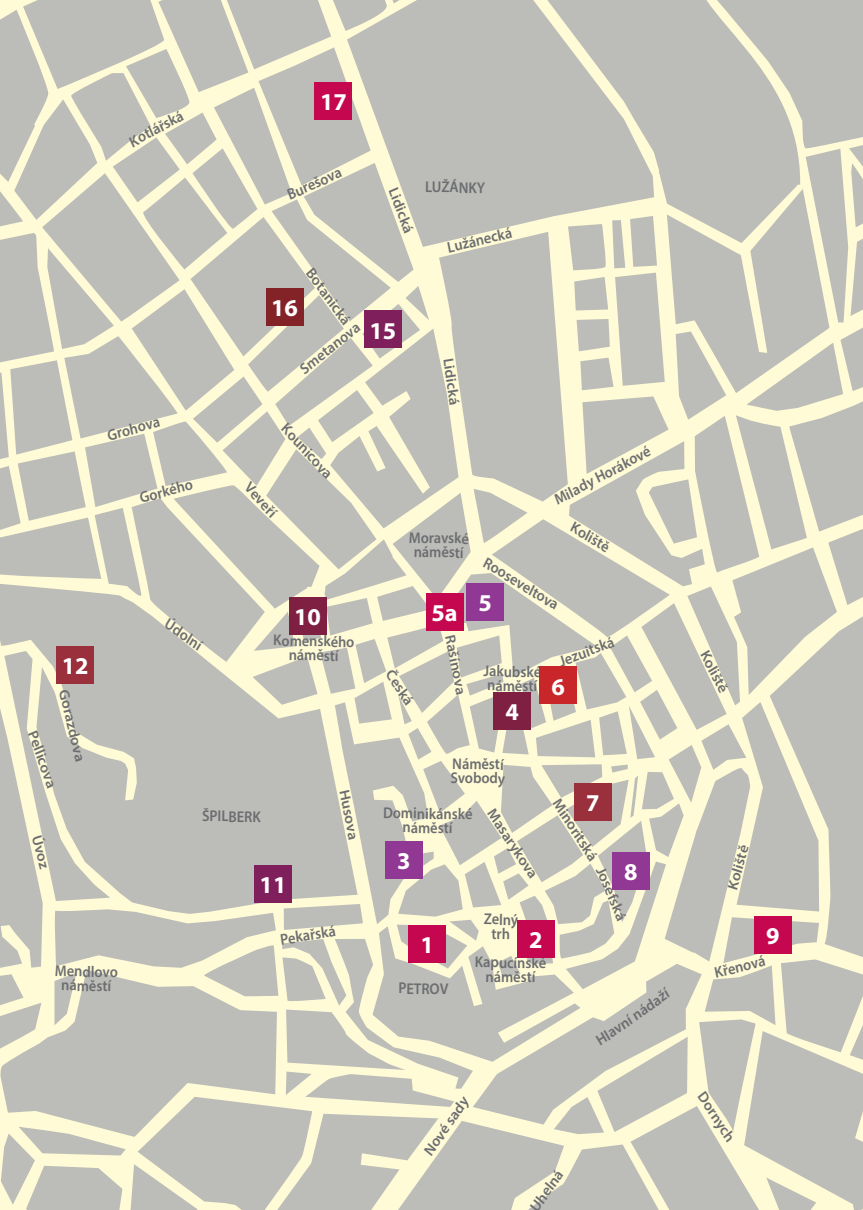 17
Kotlářská
Burešova
LUŽÁNKY
Lidická
Lužánecká
Botanická
16
15
Smetanova
Lidická
Grohova
Kounicova
Gorkého
Veveří
Milady Horákové
Koliště
Moravské
náměstí
Rooseveltova
5a
5
10
Údolní
Komenského
náměstí
12
Jezuitská
Rašínova
Jakubské
náměstí
6
Koliště
Česká
4
Gorazdova
Pellicova
Náměstí
Svobody
Husova
ŠPILBERK
Dominikánské
náměstí
7
Minoritská
Masarykova
Úvoz
3
8
Koliště
11
Josefská
Zelný
trh
Pekařská
1
2
9
Kapucínské
náměstí
Křenová
Mendlovo
náměstí
PETROV
Hlavní nádaží
Nové sady
Dornych
Uhelná